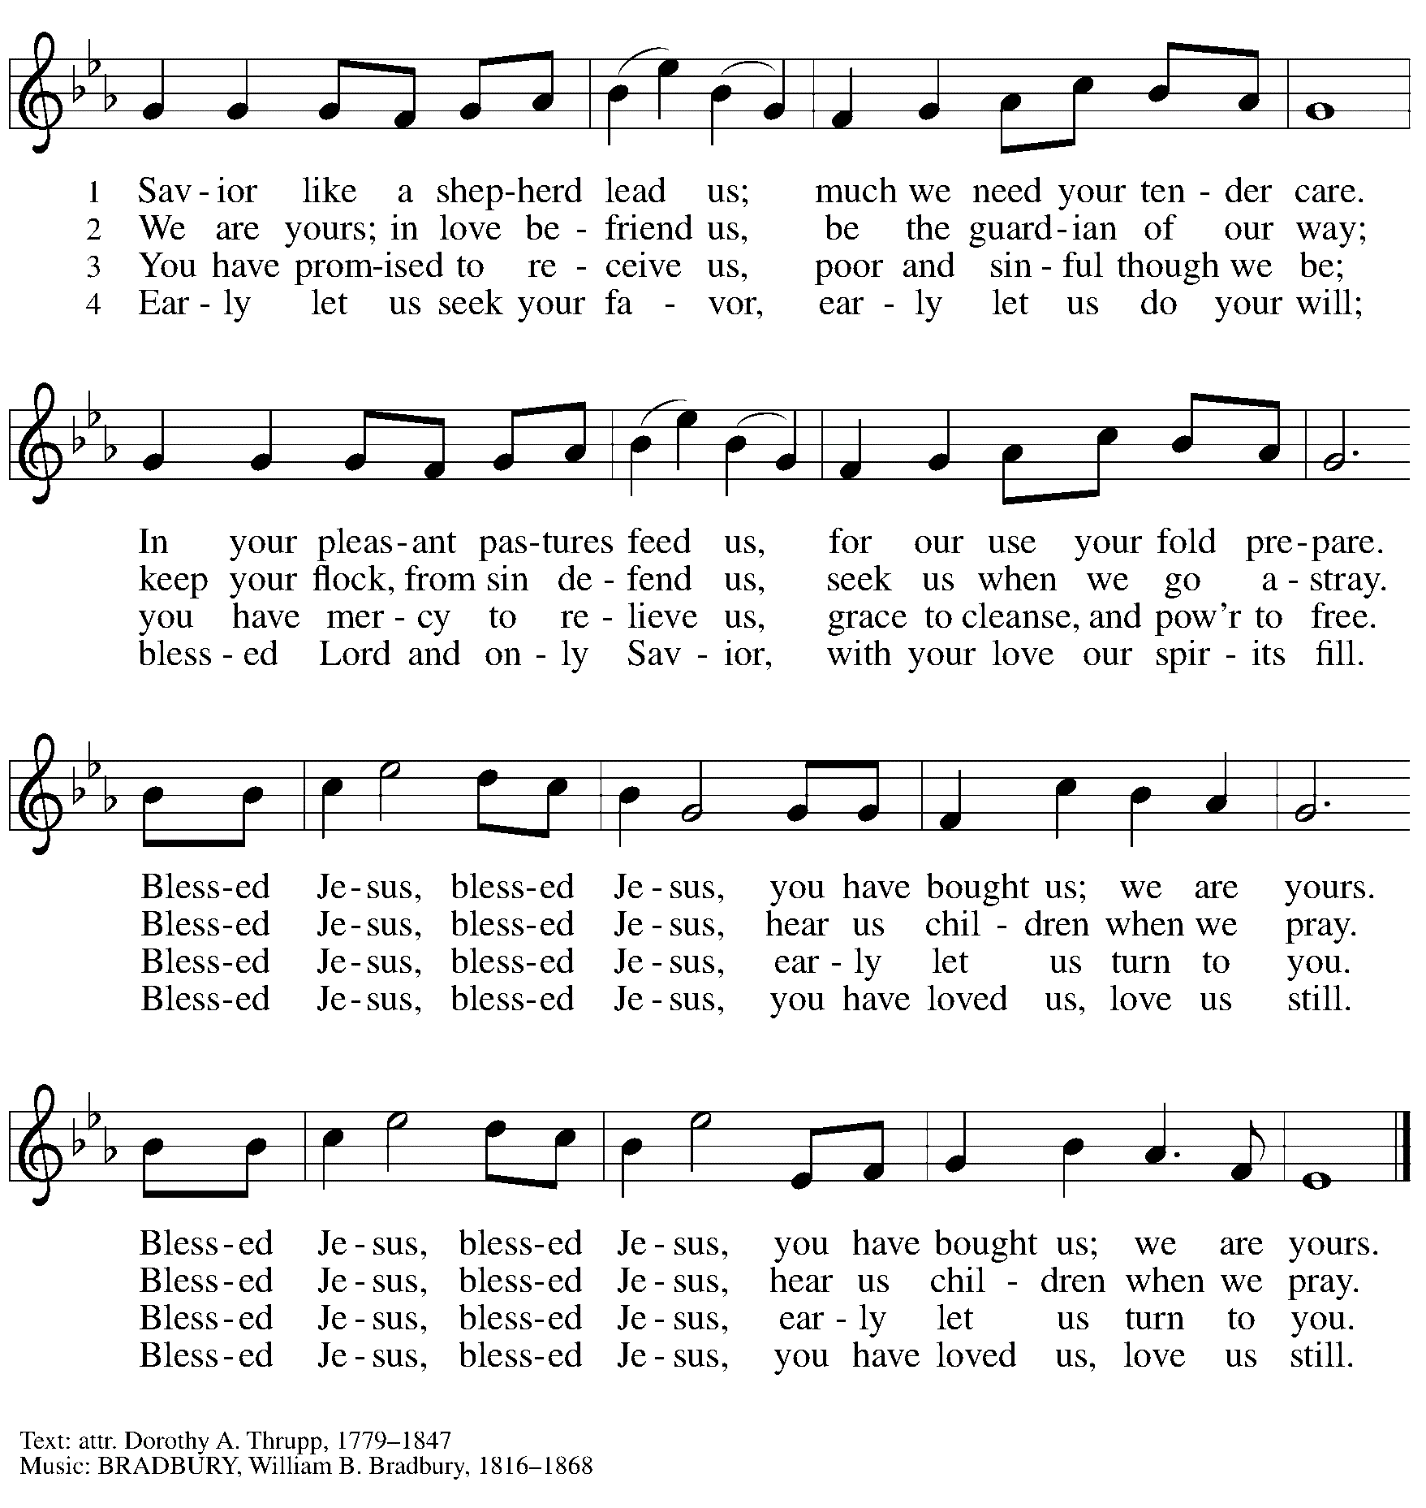 1 Sav - ior like a shep-herd lead us; much we need your ten - der care.
2 We are yours; in love be - friend us, be the guard-ian of our way;
3 You have prom-ised to re - ceive us, poor and sin - ful though we be;
4 Ear - ly let us seek your fa - vor, ear - ly let us do your will;
In your pleas-ant pas-tures feed us, for our use your fold pre-pare.
keep your flock, from sin de - fend us, seek us when we go a - stray.
you have mer - cy to re - lieve us, grace to cleanse, and pow'r to free.
bless - ed Lord and on - ly Sav - ior, with your love our spir - its fill.
Bless-ed Je-sus, bless-ed Je-sus, you have bought us; we are yours.
Bless-ed Je-sus, bless-ed Je-sus, hear us chil - dren when we pray.
Bless-ed Je-sus, bless-ed Je-sus, ear - ly let us turn to you.
Bless-ed Je-sus, bless-ed Je-sus, you have loved us, love us still.
Bless-ed Je-sus, bless-ed Je-sus, you have bought us; we are yours.
Bless-ed Je-sus, bless-ed Je-sus, hear us chil - dren when we pray.
Bless-ed Je-sus, bless-ed Je-sus, ear - ly let us turn to you.
Bless-ed Je-sus, bless-ed Je-sus, you have loved us, love us still.
Text: attr. Dorothy A. Thrupp, 1779–1847
Music: BRADBURY, William B. Bradbury, 1816–1868